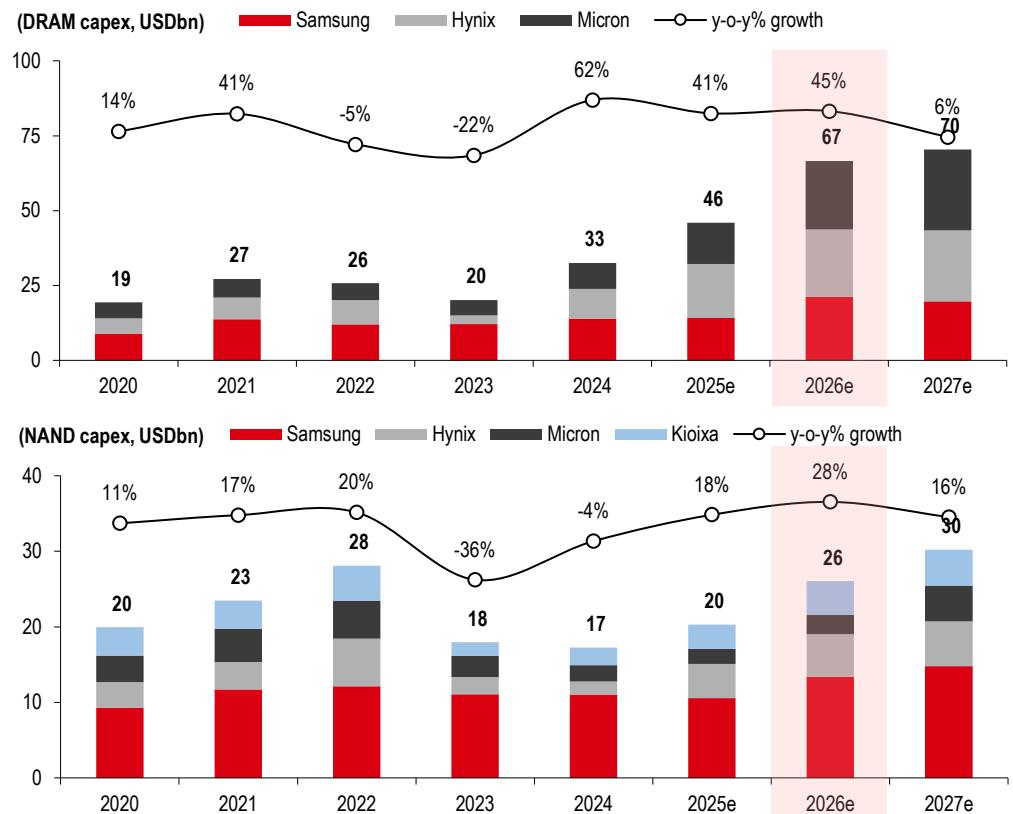 (DRAM capex, USDbn) Samsung Hynix Micron y-o-y% growth
100
75
50
25
0
14% 41% -5% -22% 62% 41% 45% 6%
19 27 26 20 33 46 67 70
2020 2021 2022 2023 2024 2025e 2026e 2027e
(NAND capex, USDbn) Samsung Hynix Micron Kioixa y-o-y% growth
40
30
20
10
0
11% 17% 20% -36% -4% 18% 28% 16%
20 23 28 18 17 20 26 30
2020 2021 2022 2023 2024 2025e 2026e 2027e